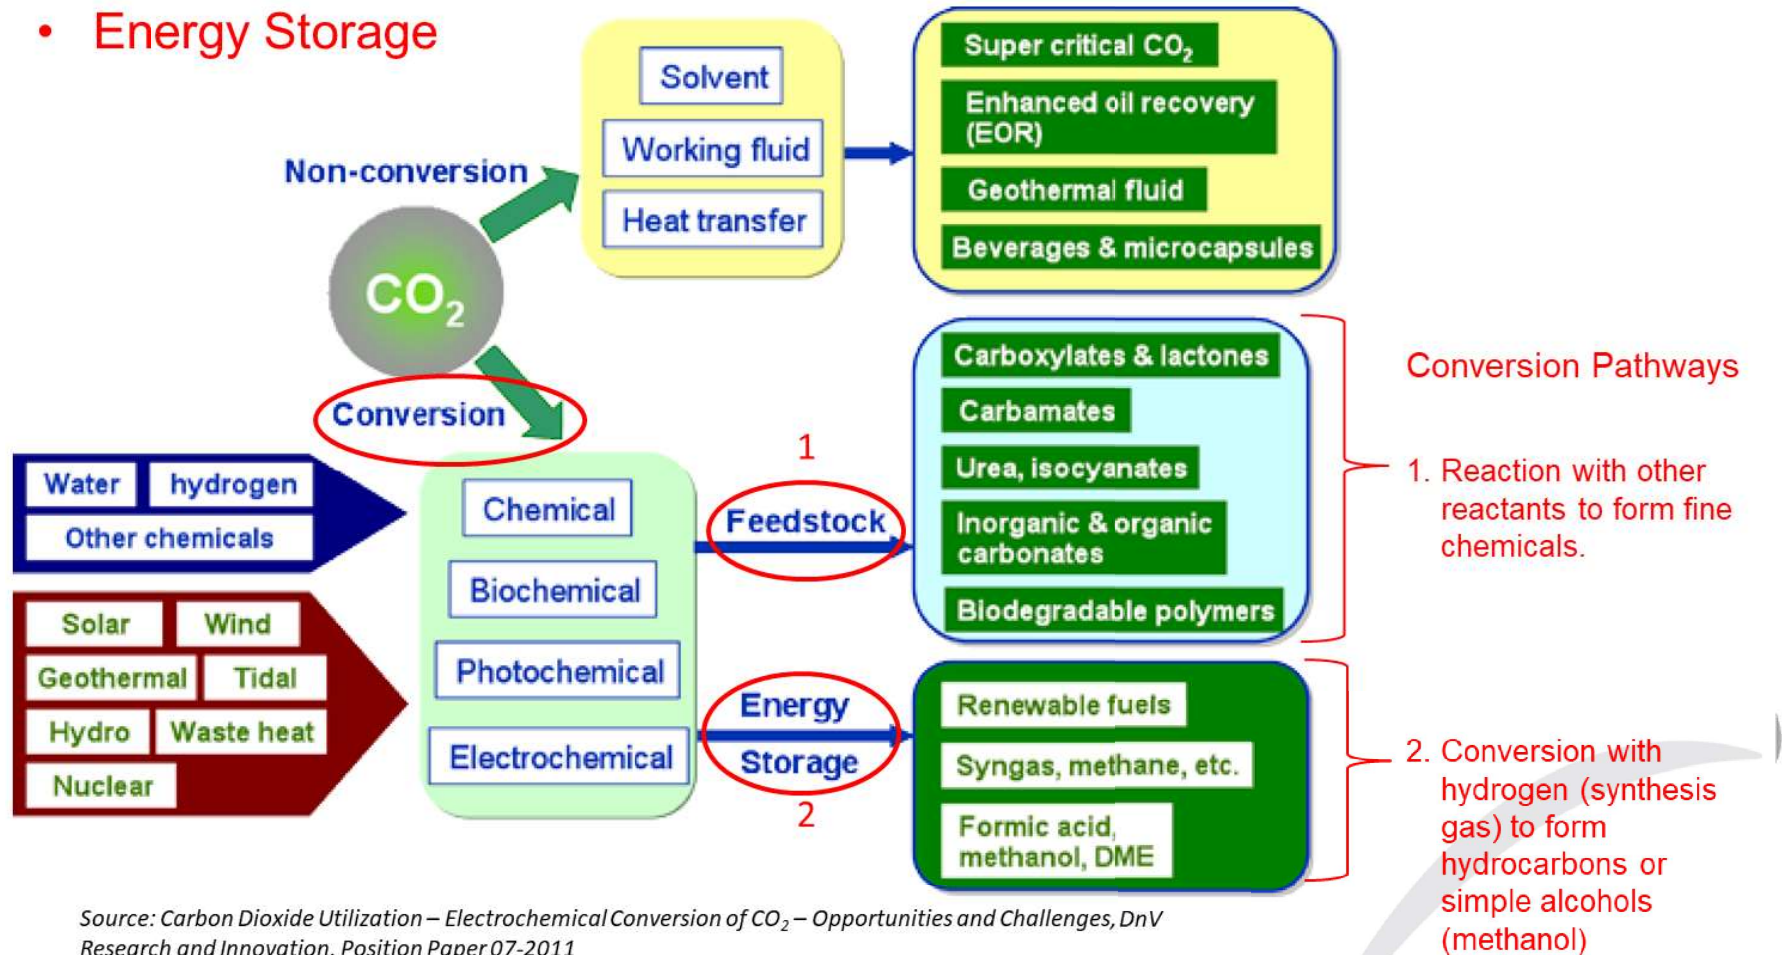 • Energy Storage
Solvent
Working fluid
Heat transfer
Super critical CO₂
Enhanced oil recovery
(EOR)
Geothermal fluid
Beverages & microcapsules
Non-conversion
CO₂
Conversion
Water
hydrogen
Other chemicals
Solar
Wind
Geothermal
Tidal
Hydro
Waste heat
Nuclear
Chemical
Biochemical
Photochemical
Electrochemical
1
Feedstock
Energy
Storage
2
Carboxylates & lactones
Carbamates
Urea, isocyanates
Inorganic & organic
carbonates
Biodegradable polymers
Renewable fuels
Syngas, methane, etc.
Formic acid,
methanol, DME
Conversion Pathways
1. Reaction with other
reactants to form fine
chemicals.
2. Conversion with
hydrogen (synthesis
gas) to form
hydrocarbons or
simple alcohols
(methanol)
Source: Carbon Dioxide Utilization – Electrochemical Conversion of CO₂ – Opportunities and Challenges, DnV
Research and Innovation, Position Paper 07-2011